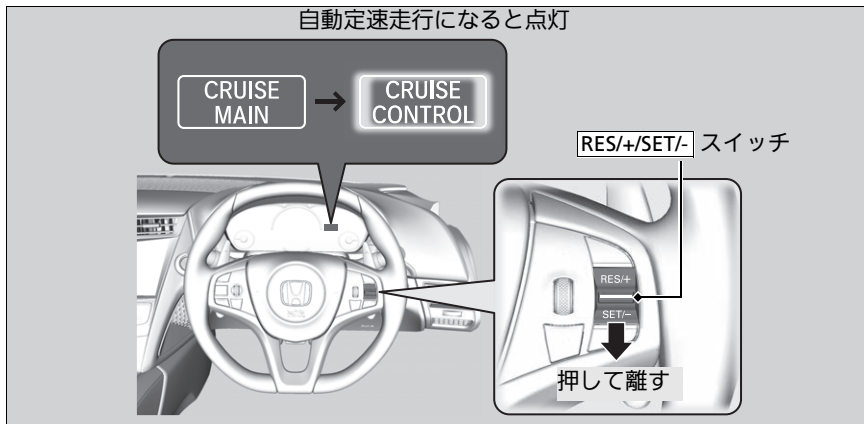 自動定速走行になると点灯
CRUISE
MAIN
CRUISE
CONTROL
RES/+/SET/- スイッチ
RES/+
SET/−
押して離す